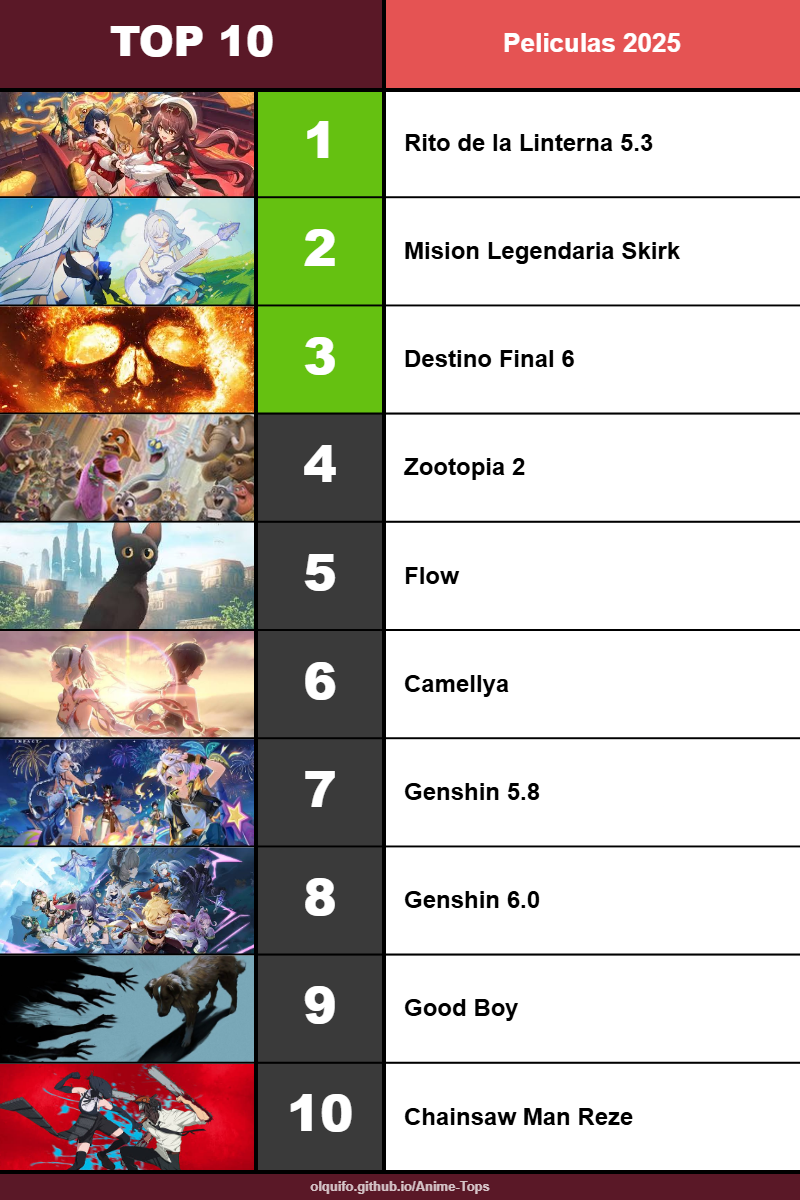 TOP 10
Peliculas 2025
1
Rito de la Linterna 5.3
2
Mision Legendaria Skirk
3
Destino Final 6
4
Zootopia 2
5
Flow
6
Camellya
7
Genshin 5.8
8
Genshin 6.0
9
Good Boy
10
Chainsaw Man Reze
olquifo.github.io/Anime-Tops